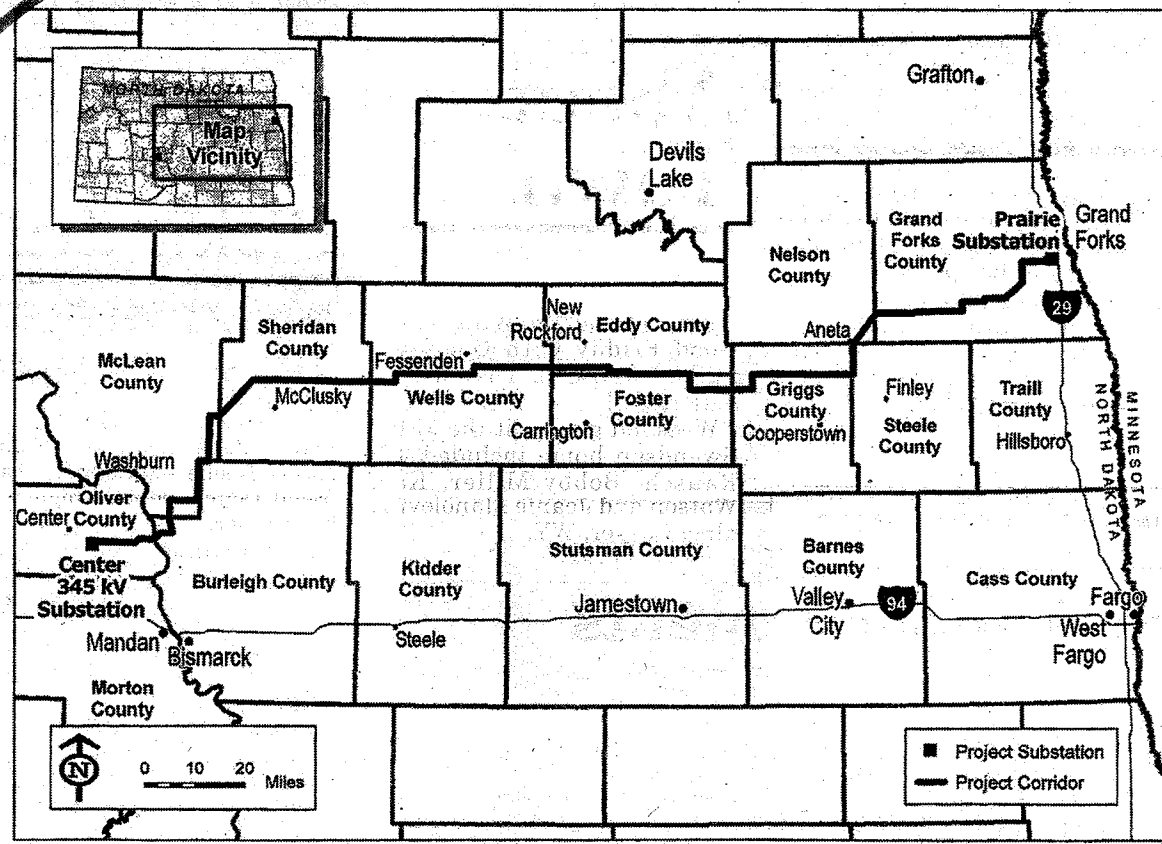 NORTH DAKOTA
Map
Vicinity
Grafton
Devils
Lake
Grand
Forks
County
Prairie
Substation
Grand
Forks
Nelson
County
29
New
Rockford
Eddy County
Aneta
Sheridan
County
McLean
County
Fessenden
McClusky
Wells County
Foster
County
Carrington
Griggs
County
Cooperstown
Finley
Steele
County
Traill
County
Hillsboro
MINNESOTA
NORTH DAKOTA
Washburn
Oliver
County
Center
Center
345 kV
Substation
Burleigh County
Kidder
County
Stutsman County
Barnes
County
Cass County
Jamestown
Valley
City
94
Fargo
West
Fargo
Mandan
Bismarck
Steele
Morton
County
N
0 10 20 Miles
Project Substation
Project Corridor